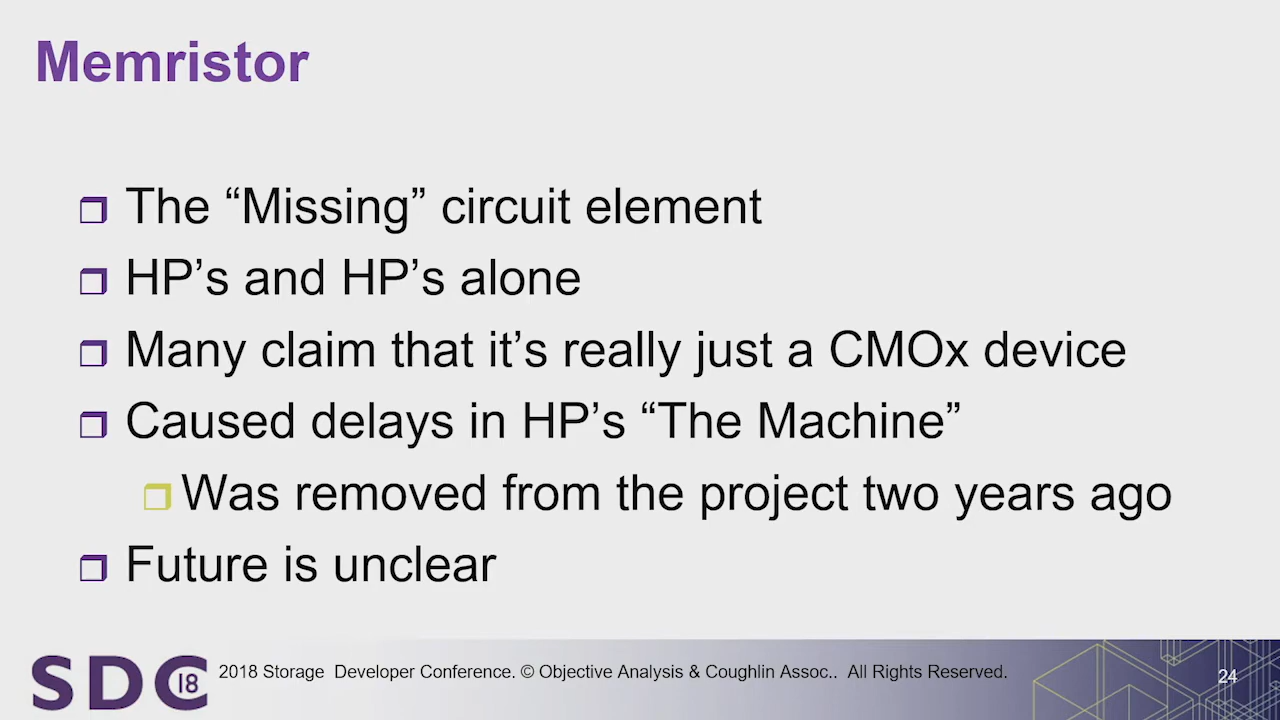 Memristor
The “Missing” circuit element
HP’s and HP’s alone
Many claim that it’s really just a CMOx device
Caused delays in HP’s “The Machine”
Was removed from the project two years ago
Future is unclear
SDC 18
2018 Storage Developer Conference. © Objective Analysis & Coughlin Assoc.. All Rights Reserved.
24